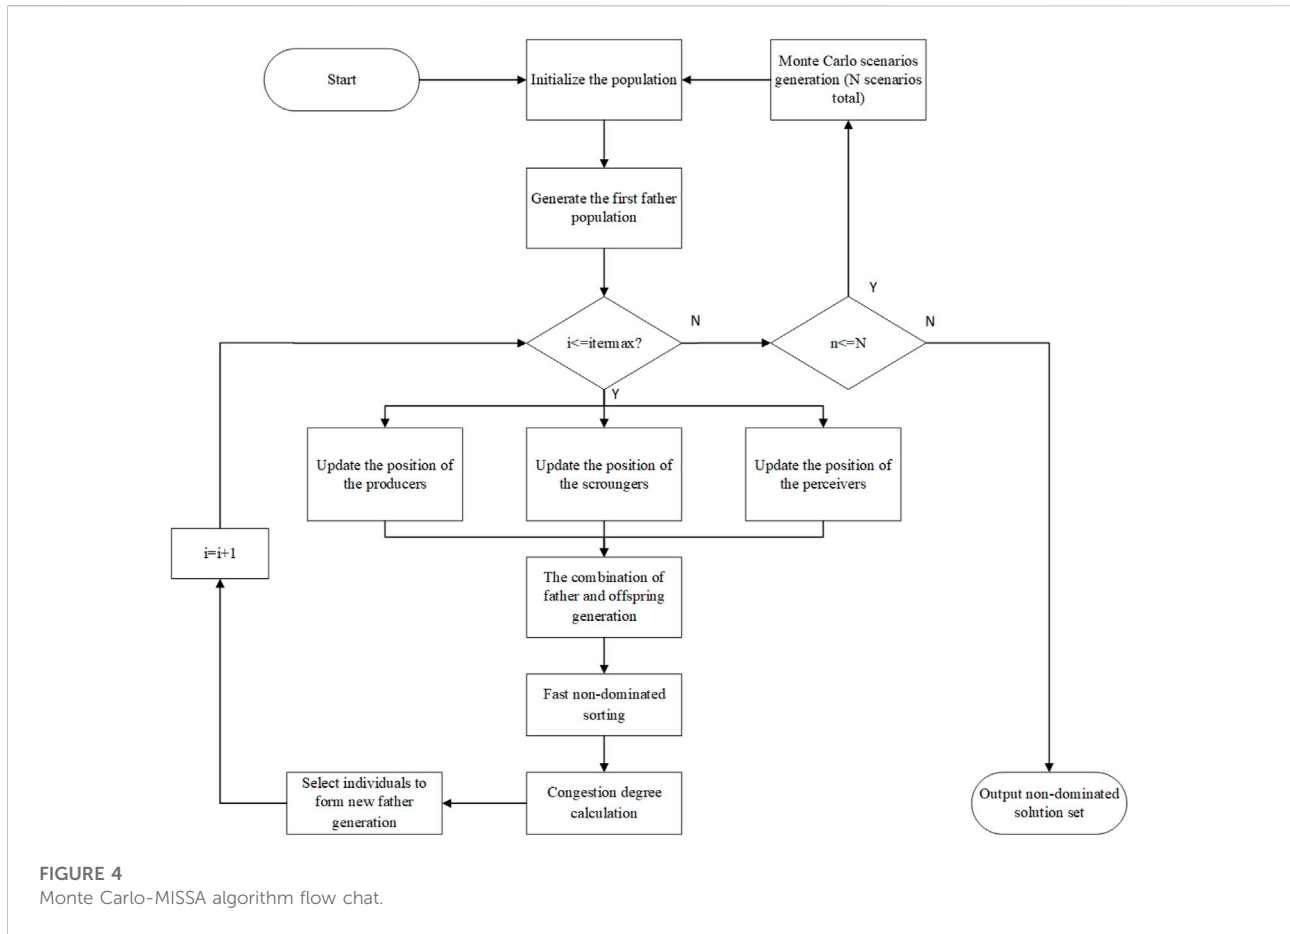 Start
Initialize the population
Monte Carlo scenarios
generation (N scenarios
total)
Generate the first father
population
Y
N
N
i<=itermax?
n<=N
Y
Update the position of
the producers
Update the position of
the scroungers
Update the position of
the perceivers
i=i+1
The combination of
father and offspring
generation
Fast non-dominated
sorting
Select individuals to
form new father
generation
Congestion degree
calculation
Output non-dominated
solution set
FIGURE 4
Monte Carlo-MISSA algorithm flow chat.